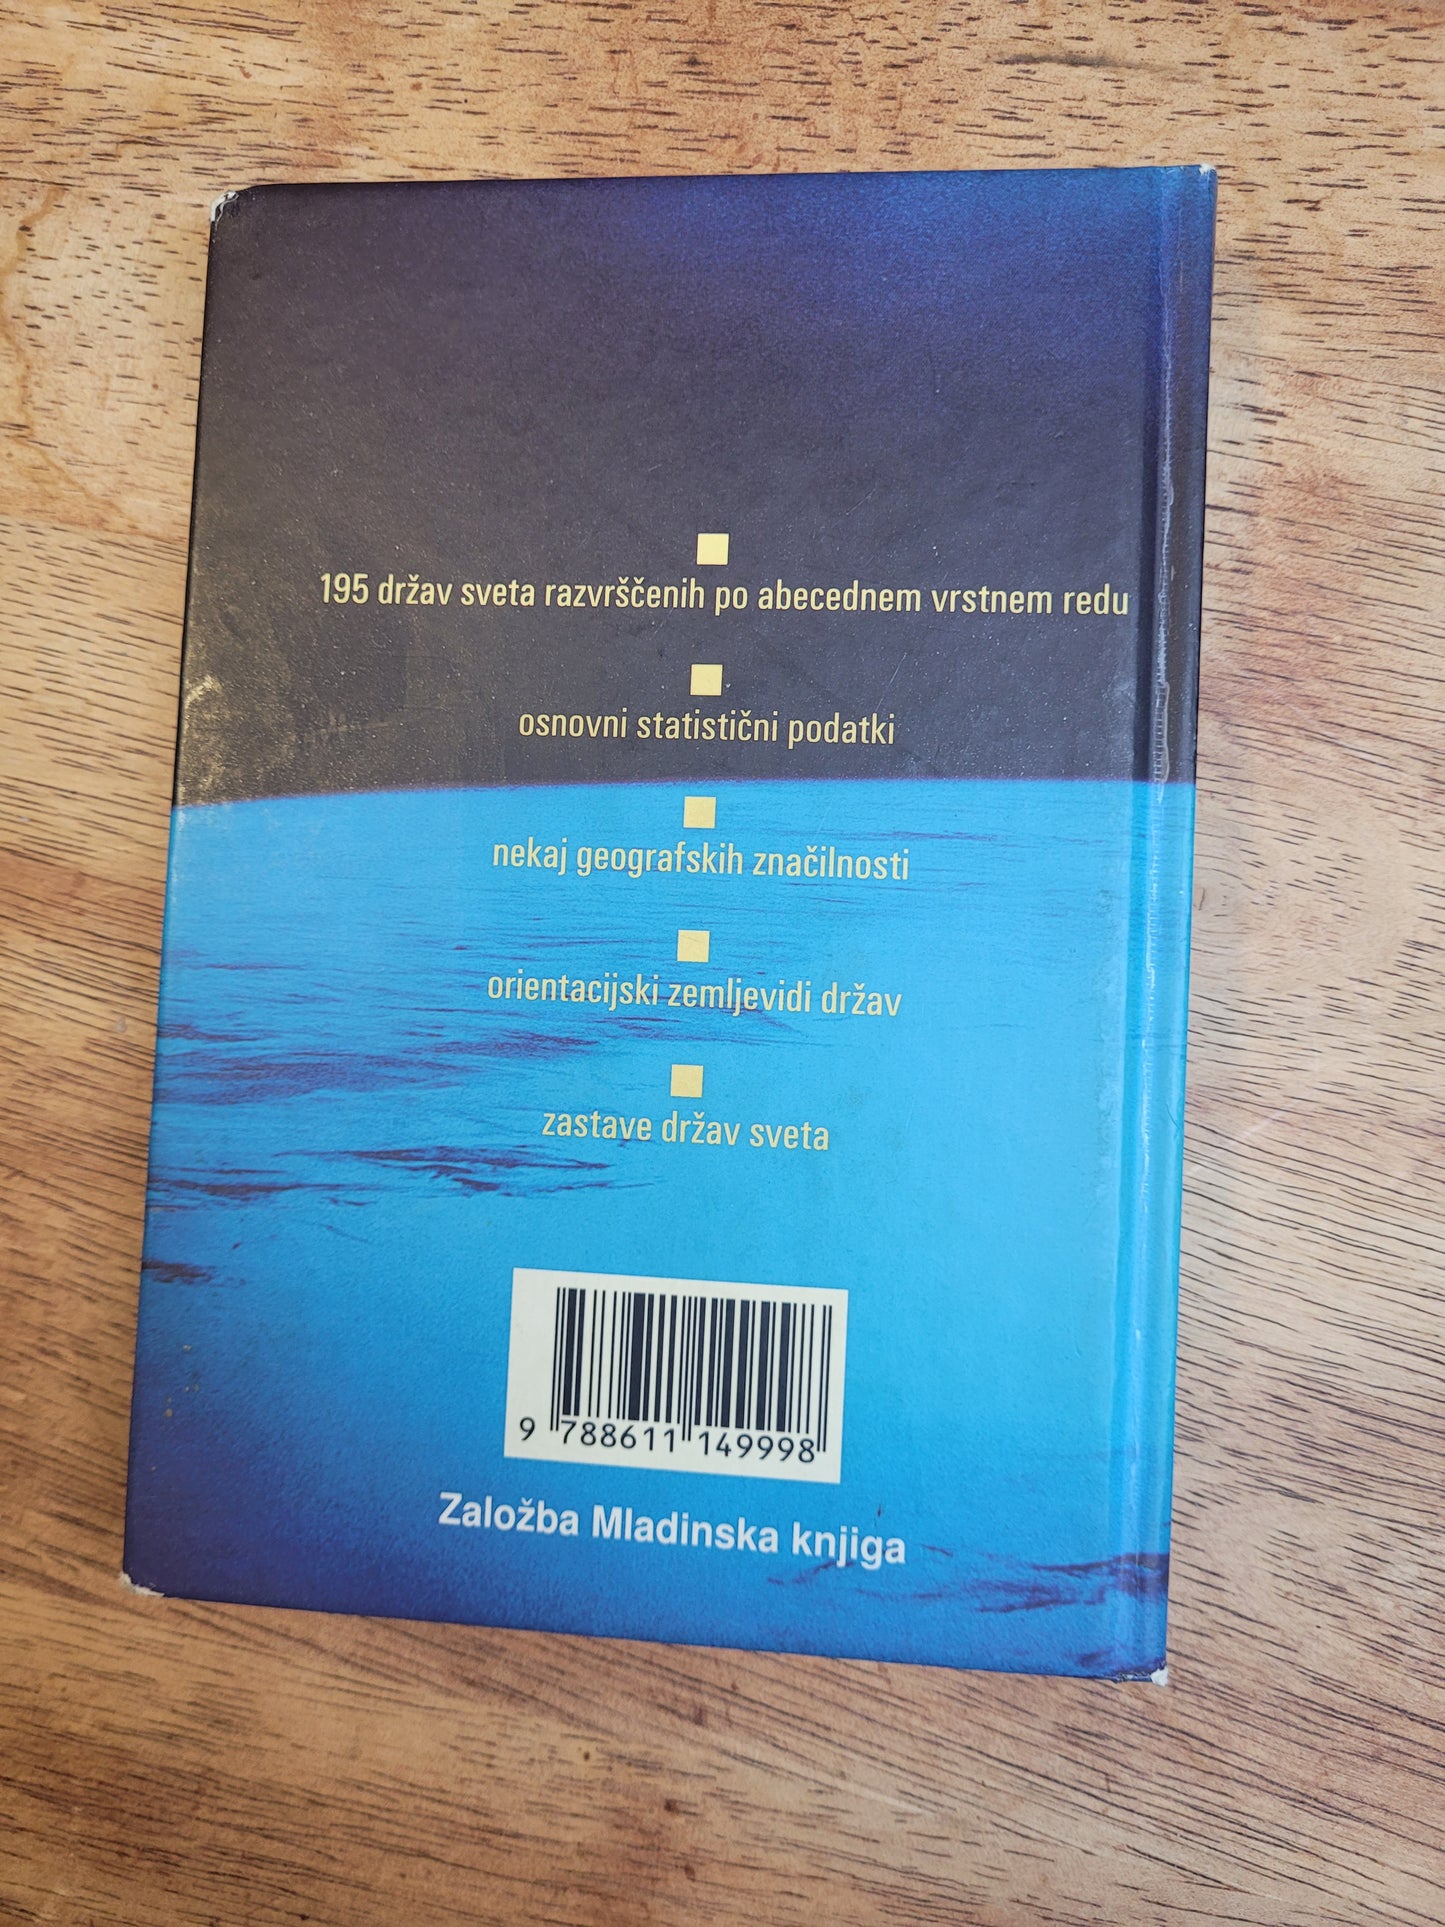 195 držav sveta razvrščenih po abecednem vrstnem redu
osnovni statistični podatki
nekaj geografskih značilnosti
orientacijski zemljevidi držav
zastave držav sveta
9 788611 149998
Založba Mladinska knjiga